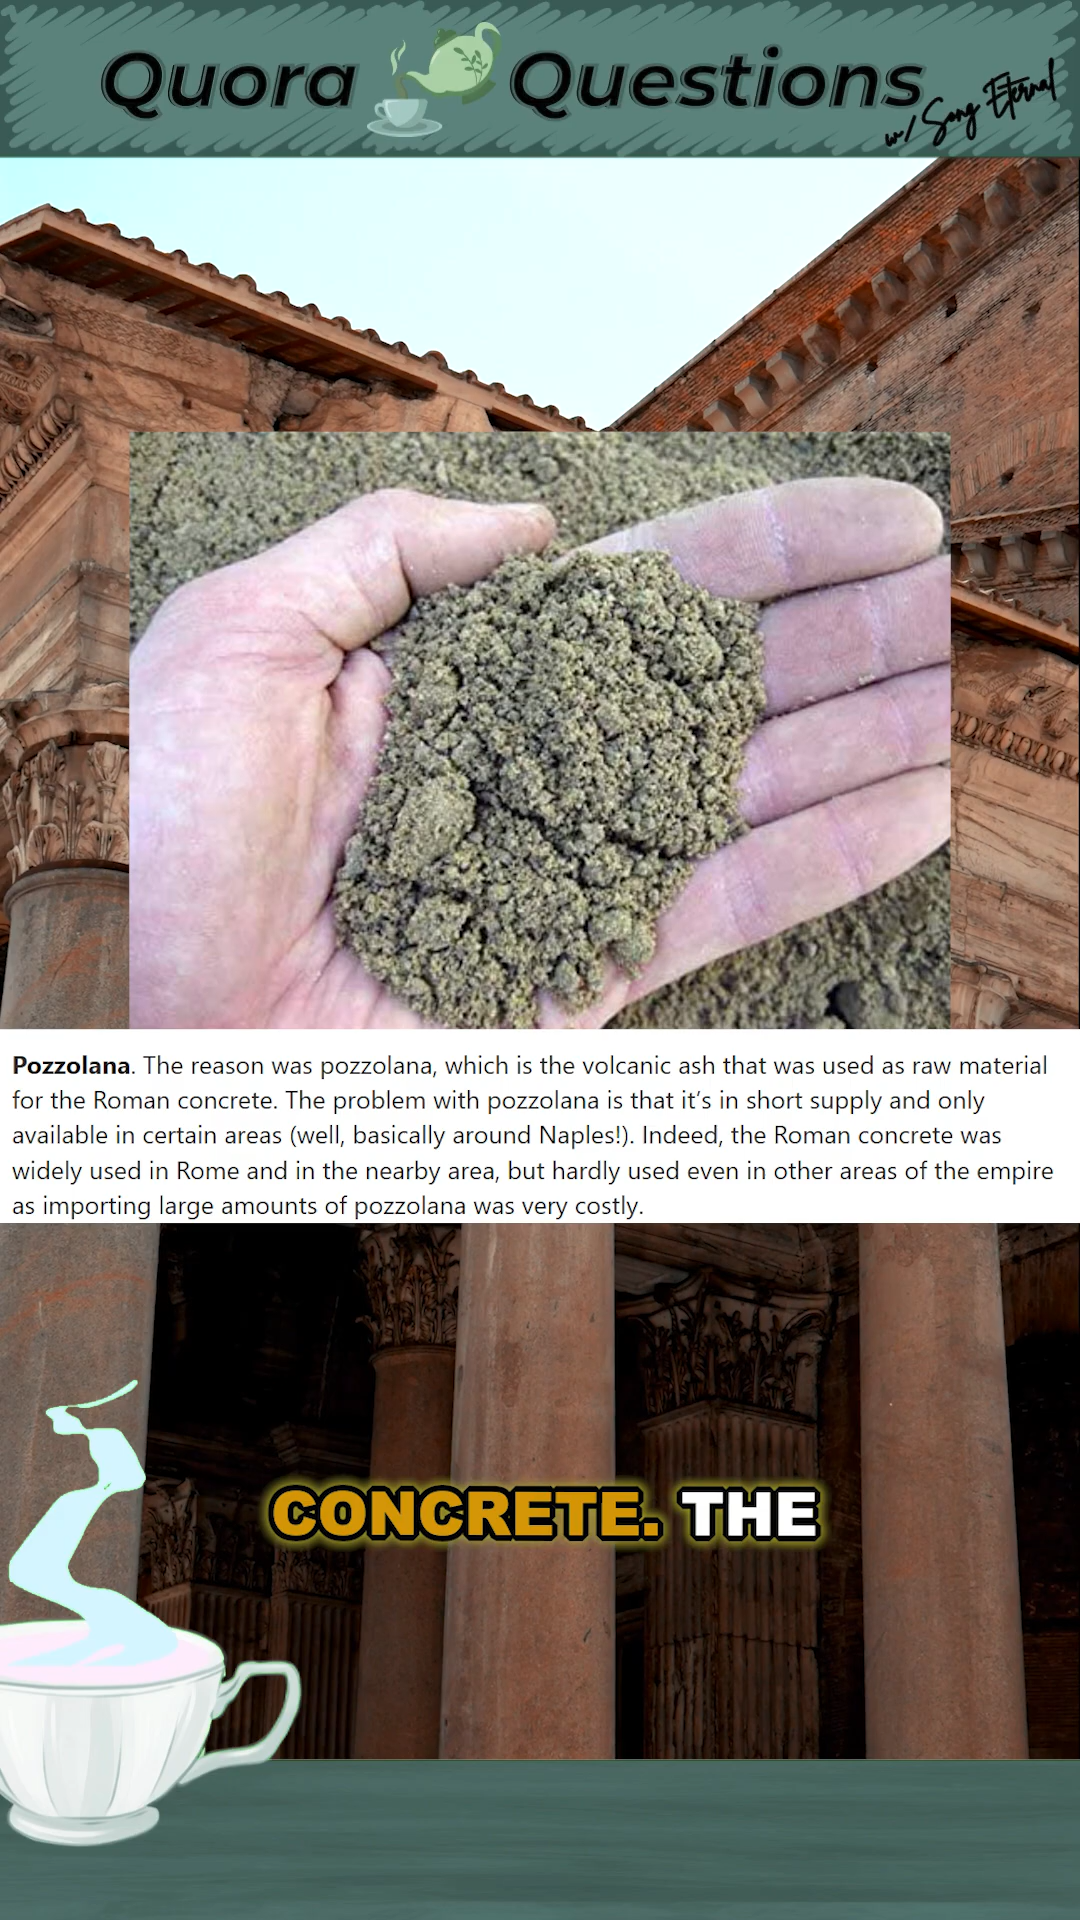 Quora Questions
w/ Song Eternal
Pozzolana. The reason was pozzolana, which is the volcanic ash that was used as raw material
for the Roman concrete. The problem with pozzolana is that it’s in short supply and only
available in certain areas (well, basically around Naples!). Indeed, the Roman concrete was
widely used in Rome and in the nearby area, but hardly used even in other areas of the empire
as importing large amounts of pozzolana was very costly.
CONCRETE. THE